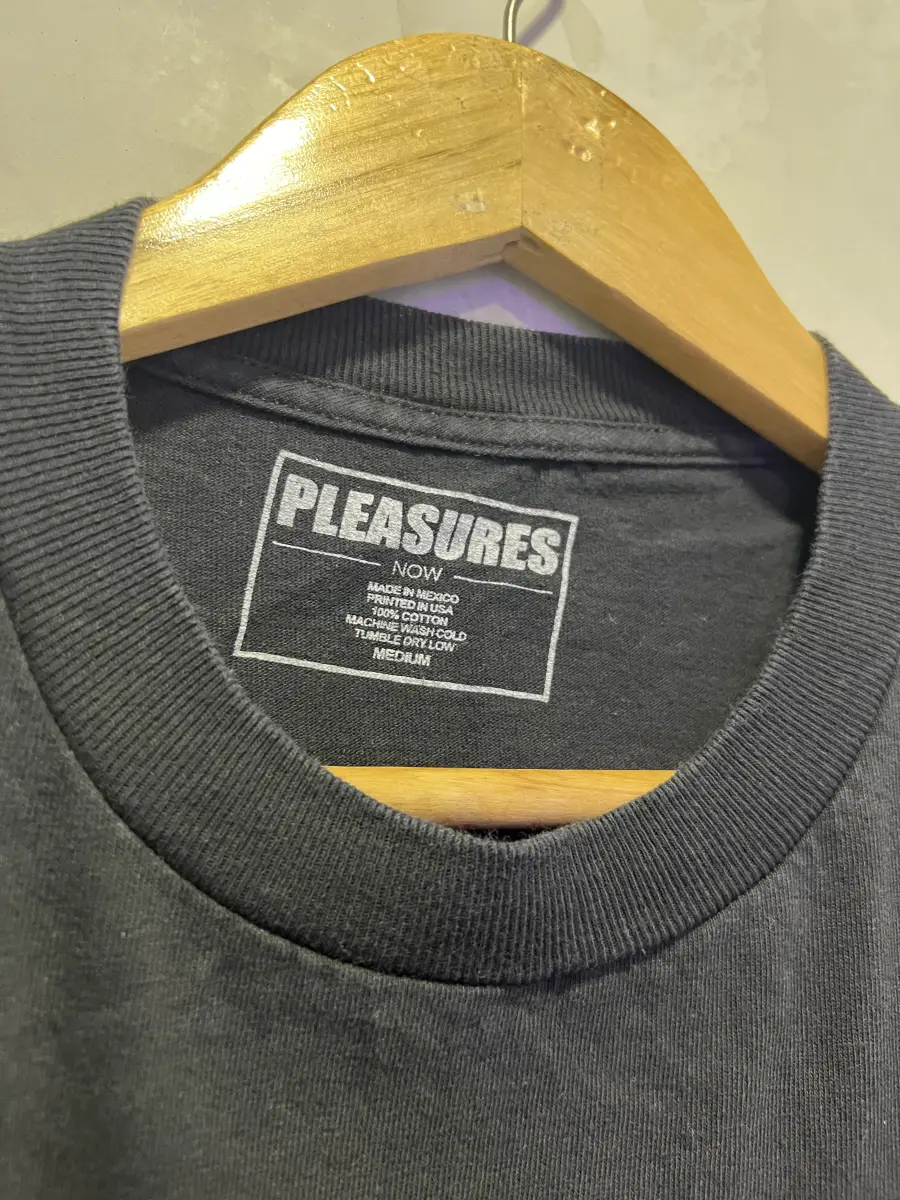 PLEASURES
NOW
MADE IN MEXICO
PRINTED IN USA
100% COTTON
MACHINE WASH COLD
TUMBLE DRY LOW
MEDIUM